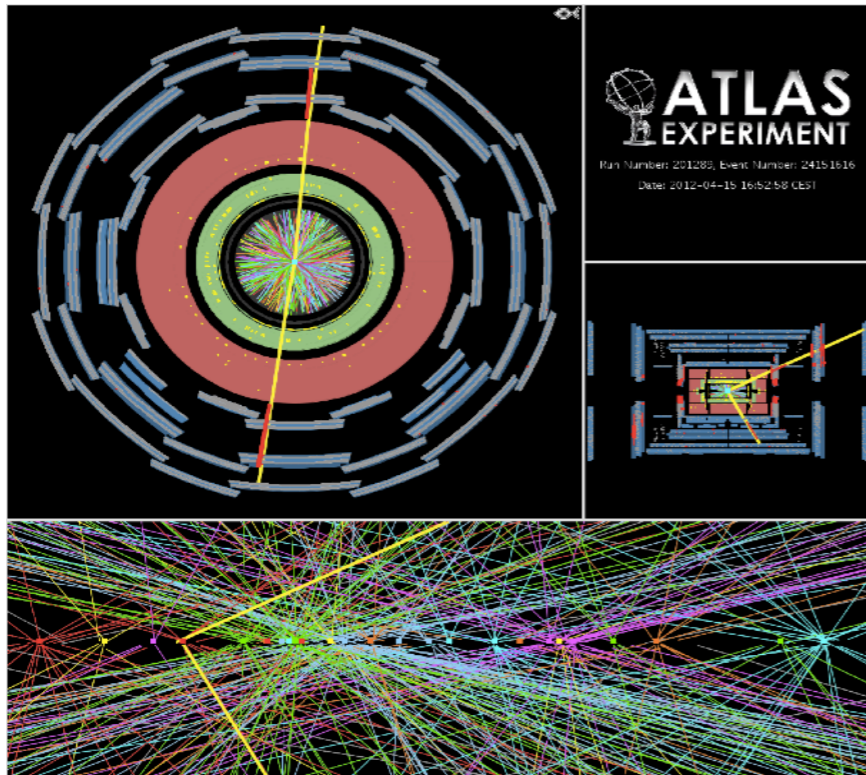 ATLAS
EXPERIMENT
Run Number: 201289, Event Number: 24151616
Date: 2012-04-15 16:52:58 CEST